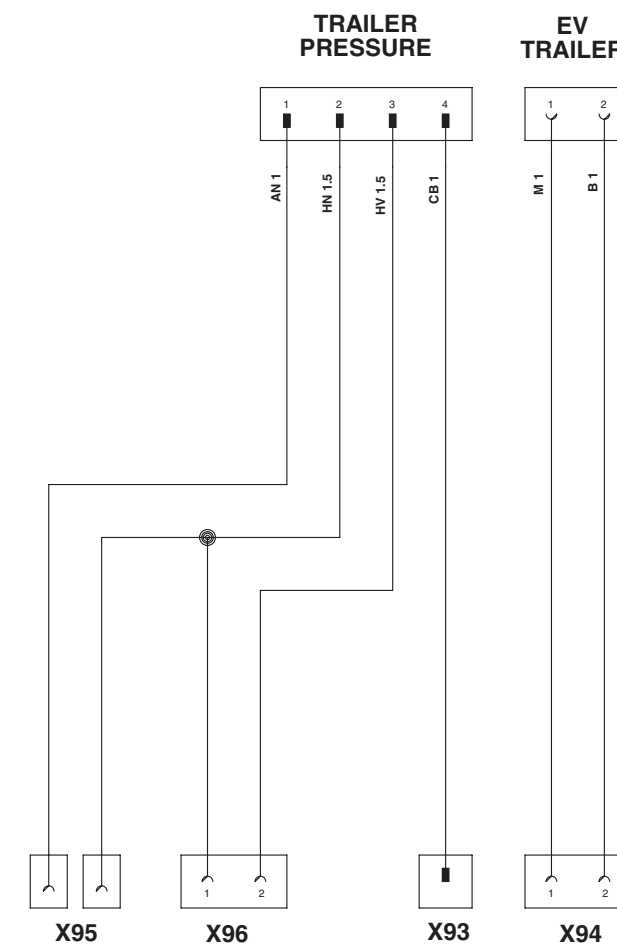 TRAILER
PRESSURE
EV
TRAILER
1 2 3 4
1 2
AN 1
HN 1.5
HV 1.5
CB 1
M 1
B 1
1 2
1 2
X95
X96
X93
X94